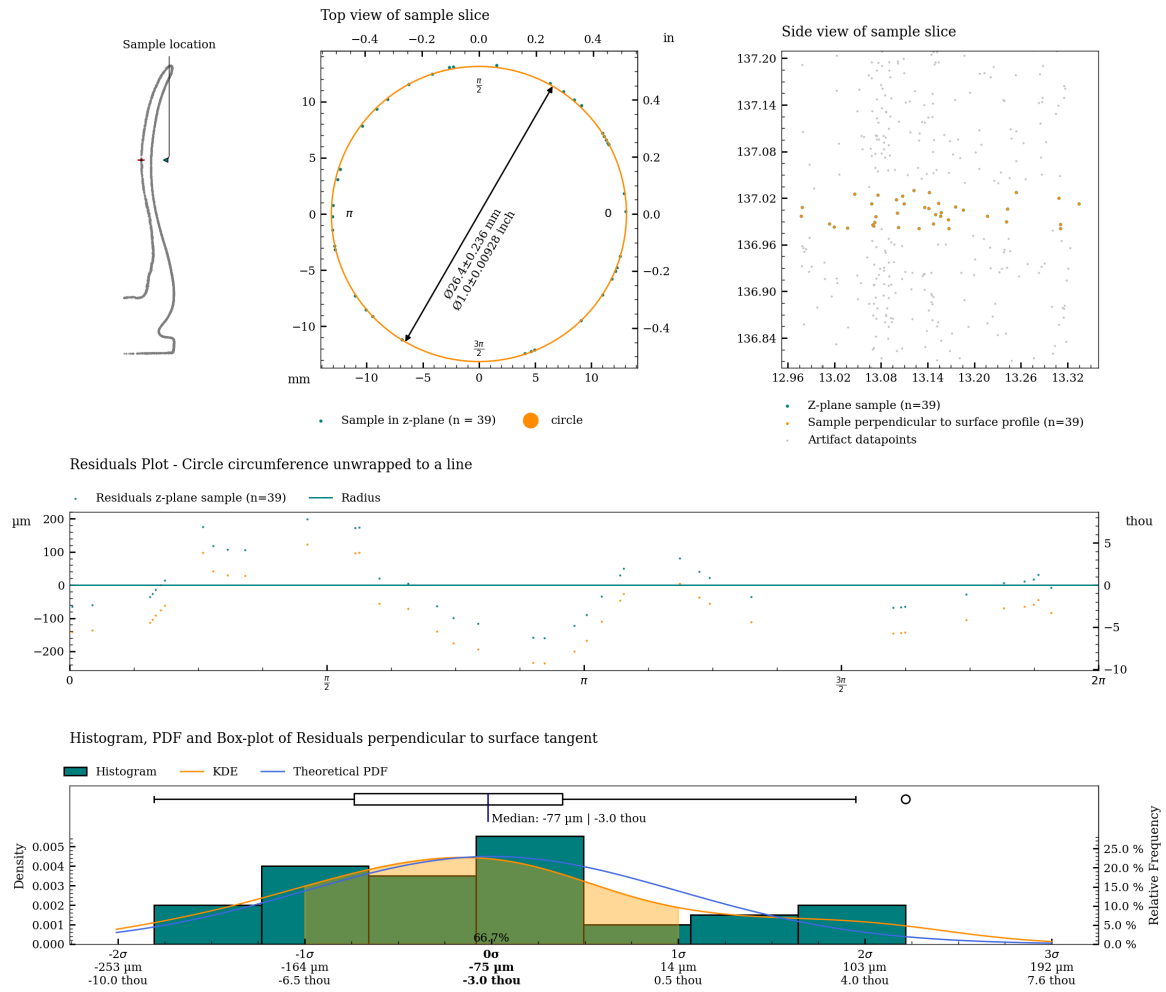 Sample location
Top view of sample slice
−0.4 −0.2 0.0 0.2 0.4 in
10 5 0 −5 −10
0.4 0.2 0.0 −0.2 −0.4
π/2
π
0
3π/2
Ø26.4±0.236 mm
Ø1.0±0.00928 inch
mm −10 −5 0 5 10
Sample in z-plane (n = 39) circle
Side view of sample slice
137.20
137.14
137.08
137.02
136.96
136.90
136.84
12.96 13.02 13.08 13.14 13.20 13.26 13.32
Z-plane sample (n=39)
Sample perpendicular to surface profile (n=39)
Artifact datapoints
Residuals Plot - Circle circumference unwrapped to a line
Residuals z-plane sample (n=39) Radius
µm thou
200
100
0
−100
−200
5
0
−5
−10
0 π/2 π 3π/2 2π
Histogram, PDF and Box-plot of Residuals perpendicular to surface tangent
Histogram KDE Theoretical PDF
Median: -77 µm | -3.0 thou
Density
0.005
0.004
0.003
0.002
0.001
0.000
Relative Frequency
25.0 %
20.0 %
15.0 %
10.0 %
5.0 %
0.0 %
66.7%
-2σ -1σ 0σ 1σ 2σ 3σ
-253 µm -164 µm -75 µm 14 µm 103 µm 192 µm
-10.0 thou -6.5 thou -3.0 thou 0.5 thou 4.0 thou 7.6 thou